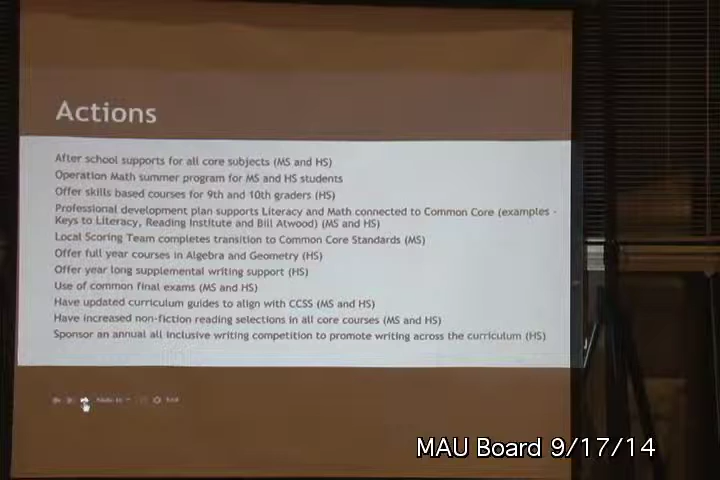 Actions
After school supports for all core subjects (MS and HS)
Operation Math summer program for MS and HS students
Offer skills based courses for 9th and 10th graders (HS)
Professional development plan supports Literacy and Math connected to Common Core (examples -
Keys to Literacy, Reading Institute and Bill Atwood) (MS and HS)
Local Scoring Team completes transition to Common Core Standards (MS)
Offer full year courses in Algebra and Geometry (HS)
Offer year long supplemental writing support (HS)
Use of common final exams (MS and HS)
Have updated curriculum guides to align with CCSS (MS and HS)
Have increased non-fiction reading selections in all core courses (MS and HS)
Sponsor an annual all inclusive writing competition to promote writing across the curriculum (HS)
MAU Board 9/17/14